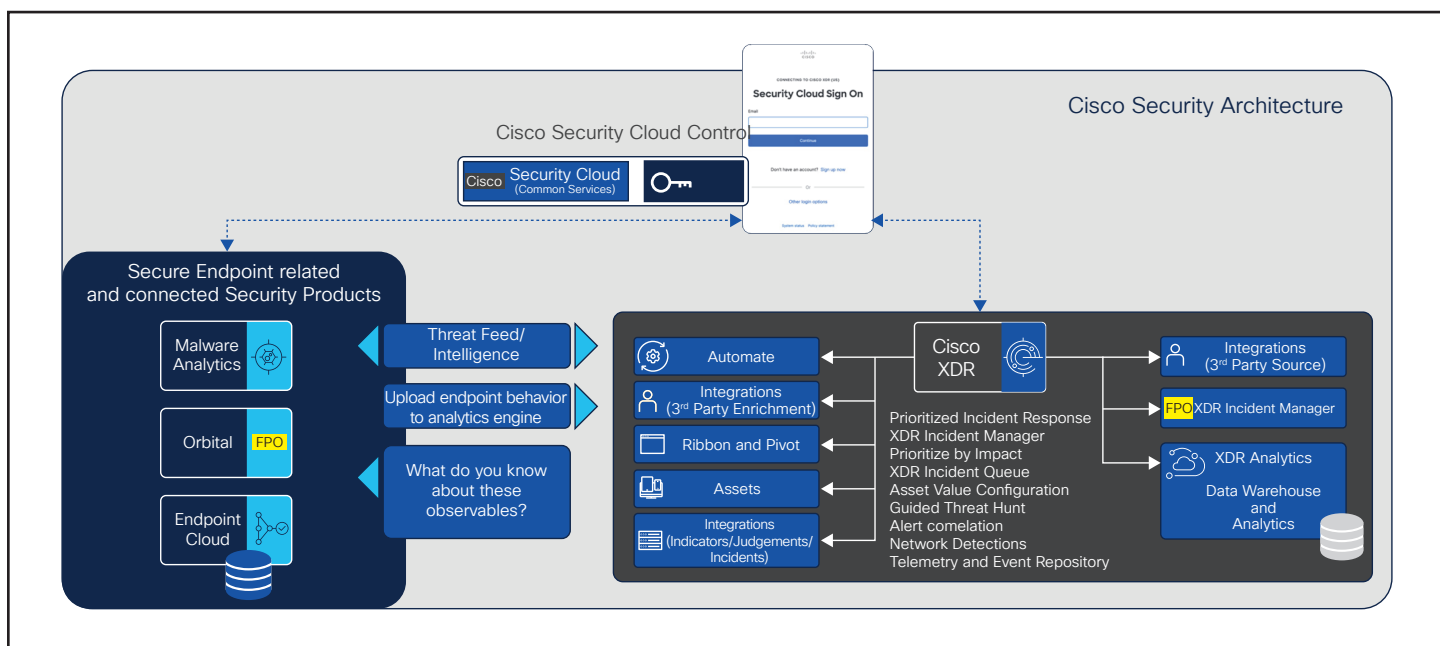 CISCO
CONNECTING TO CISCO XDR (US)
Security Cloud Sign On
Email
Continue
Don't have an account? Sign up now
Or
Other login options
System status Policy statement
Cisco Security Architecture
Cisco Security Cloud Control
Cisco
Security Cloud
(Common Services)
Secure Endpoint related
and connected Security Products
Malware
Analytics
Orbital
FPO
Endpoint
Cloud
Threat Feed/
Intelligence
Upload endpoint behavior
to analytics engine
What do you know
about these
observables?
Automate
Integrations
(3rd Party Enrichment)
Ribbon and Pivot
Assets
Integrations
(Indicators/Judgements/
Incidents)
Cisco
XDR
Prioritized Incident Response
XDR Incident Manager
Prioritize by Impact
XDR Incident Queue
Asset Value Configuration
Guided Threat Hunt
Alert comelation
Network Detections
Telemetry and Event Repository
Integrations
(3rd Party Source)
FPO XDR Incident Manager
XDR Analytics
Data Warehouse
and
Analytics